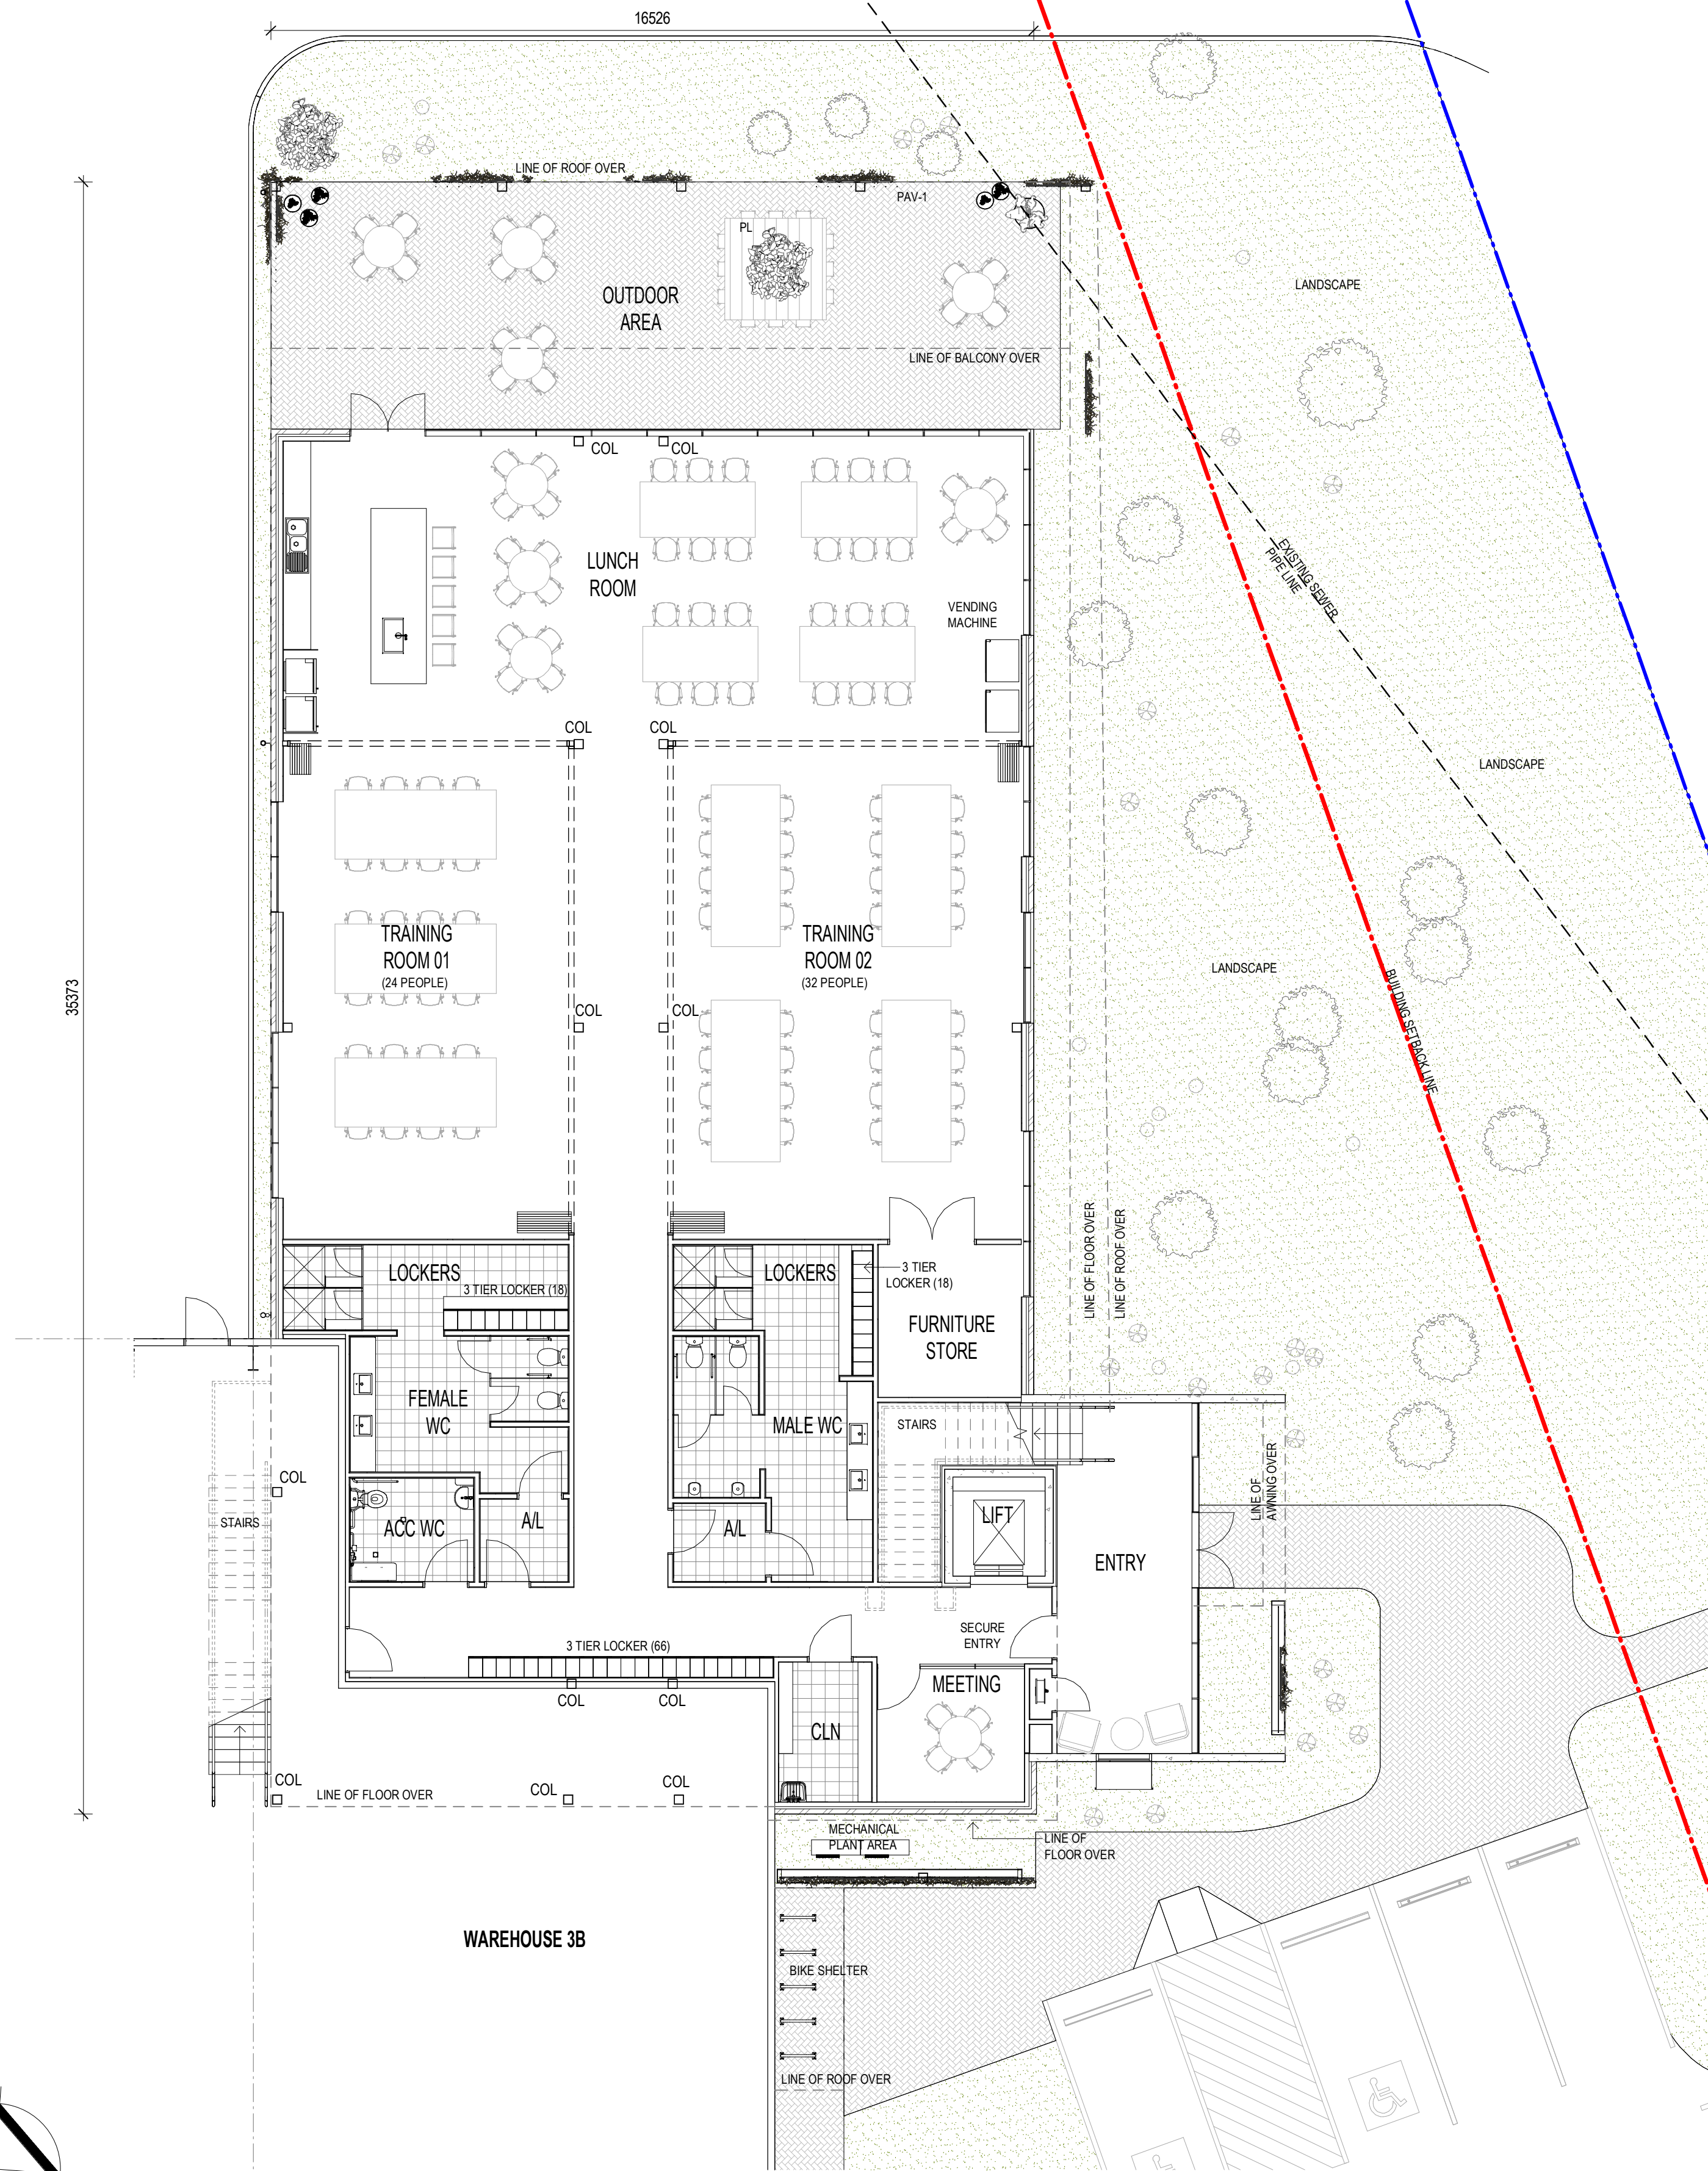 16526
LINE OF ROOF OVER
PAV-1
PL
OUTDOOR
AREA
LANDSCAPE
LINE OF BALCONY OVER
COL
COL
LUNCH
ROOM
EXISTING SEWER
PIPE LINE
VENDING
MACHINE
COL
COL
LANDSCAPE
TRAINING
ROOM 01
(24 PEOPLE)
TRAINING
ROOM 02
(32 PEOPLE)
LANDSCAPE
35373
COL
COL
BUILDING SETBACK LINE
LINE OF FLOOR OVER
LINE OF ROOF OVER
LOCKERS
3 TIER LOCKER (18)
LOCKERS
3 TIER
LOCKER (18)
FURNITURE
STORE
FEMALE
WC
MALE WC
STAIRS
LINE OF
AWNING OVER
COL
STAIRS
ACC WC
A/L
A/L
LIFT
ENTRY
3 TIER LOCKER (66)
SECURE
ENTRY
COL
COL
MEETING
CLN
COL
LINE OF FLOOR OVER
COL
COL
MECHANICAL
PLANT AREA
LINE OF
FLOOR OVER
WAREHOUSE 3B
BIKE SHELTER
LINE OF ROOF OVER